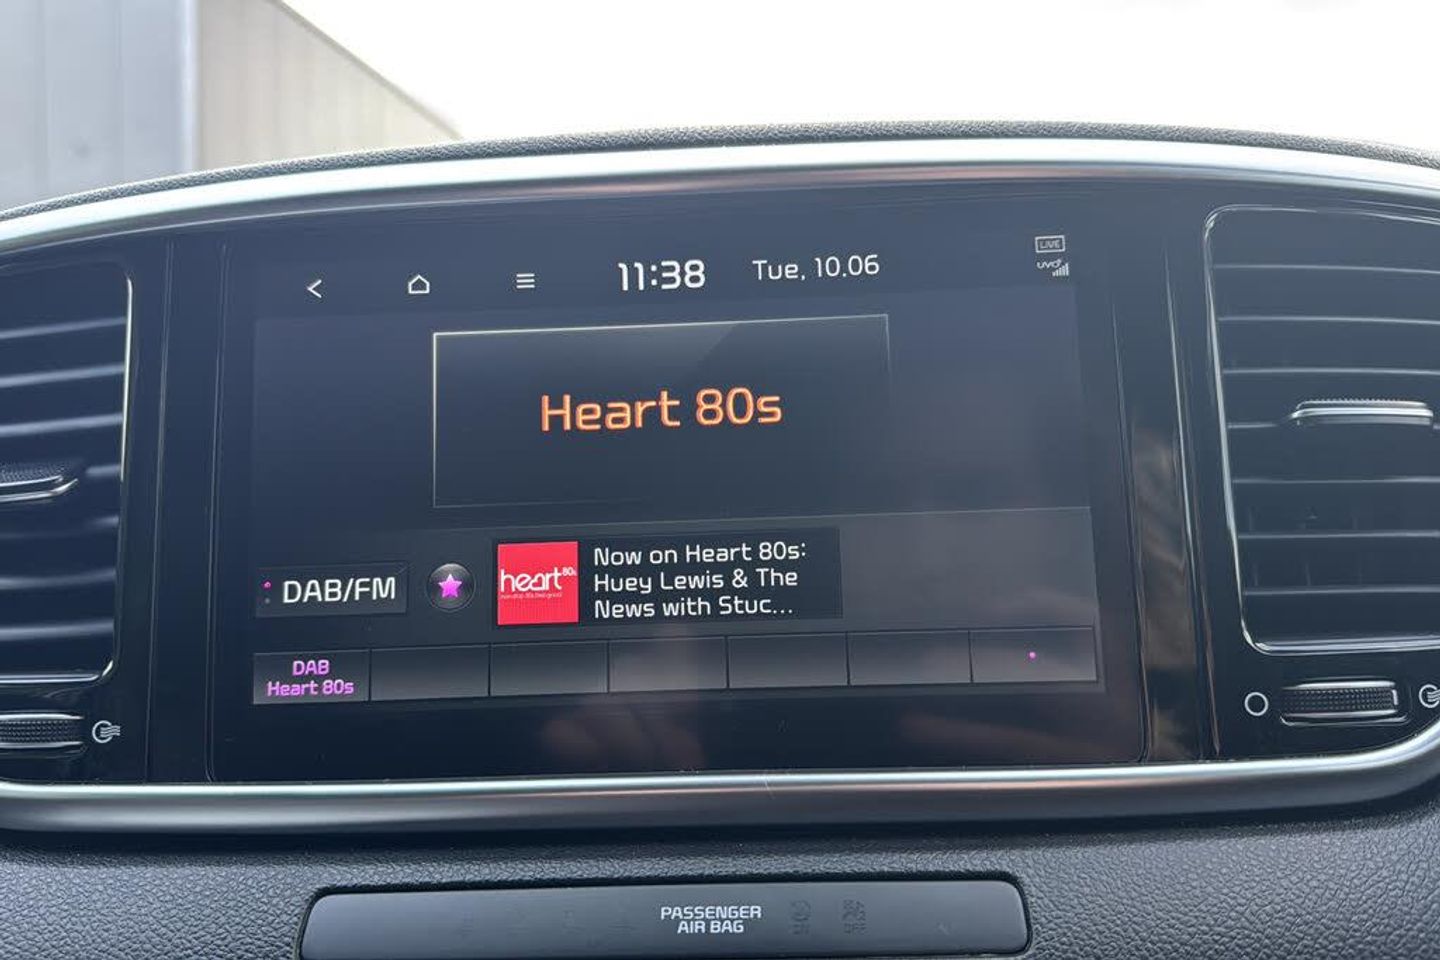 11:38
Tue, 10.06
LIVE
UVO
Heart 80s
DAB/FM
heart 80s
Now on Heart 80s:
Huey Lewis & The
News with Stuc...
DAB
Heart 80s
PASSENGER
AIR BAG